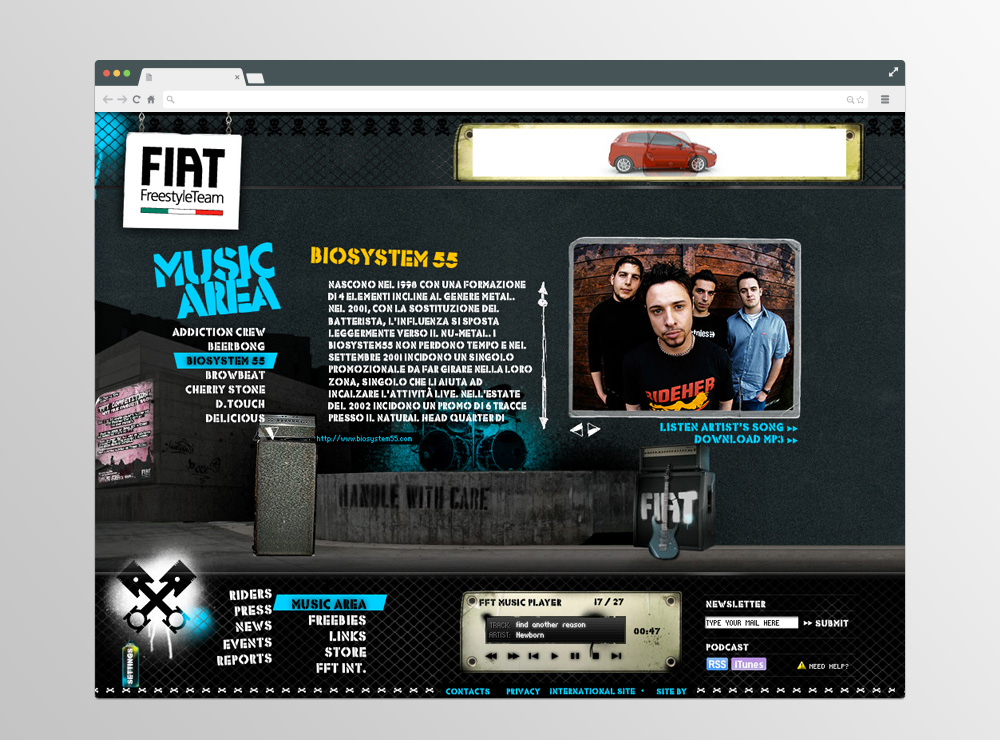 FIAT
FreestyleTeam
MUSIC
AREA
ADDICTION CREW
BEERBONG
BIOSYSTEM 55
BROWBEAT
CHERRY STONE
D.TOUCH
DELICIOUS
BIOSYSTEM 55
NASCONO NEL 1998 CON UNA FORMAZIONE
DI 4 ELEMENTI INCLINE AL GENERE METAL.
NEL 2001, CON LA SOSTITUZIONE DEL
BATTERISTA, L'INFLUENZA SI SPOSTA
LEGGERMENTE VERSO IL NU-METAL. I
BIOSYSTEM55 NON PERDONO TEMPO E NEL
SETTEMBRE 2001 INCIDONO UN SINGOLO
PROMOZIONALE DA FAR GIRARE NELLA LORO
ZONA, SINGOLO CHE LI AIUTA AD
INCALZARE L'ATTIVITÀ LIVE. NELL'ESTATE
DEL 2002 INCIDONO UN PROMO DI 6 TRACCE
PRESSO IL NATURAL HEAD QUARTER DI
http://www.biosystem55.com
RIDEHER
LISTEN ARTIST'S SONG
DOWNLOAD MP3
HANDLE WITH CARE
FIAT
SETTINGS
RIDERS
PRESS
NEWS
EVENTS
REPORTS
MUSIC AREA
FREEBIES
LINKS
STORE
FFT INT.
FFT MUSIC PLAYER 17 / 27
TRACK: And another reason
ARTIST: Newborn
00:47
NEWSLETTER
TYPE YOUR MAIL HERE
SUBMIT
PODCAST
RSS iTunes
NEED HELP?
CONTACTS PRIVACY INTERNATIONAL SITE SITE BY